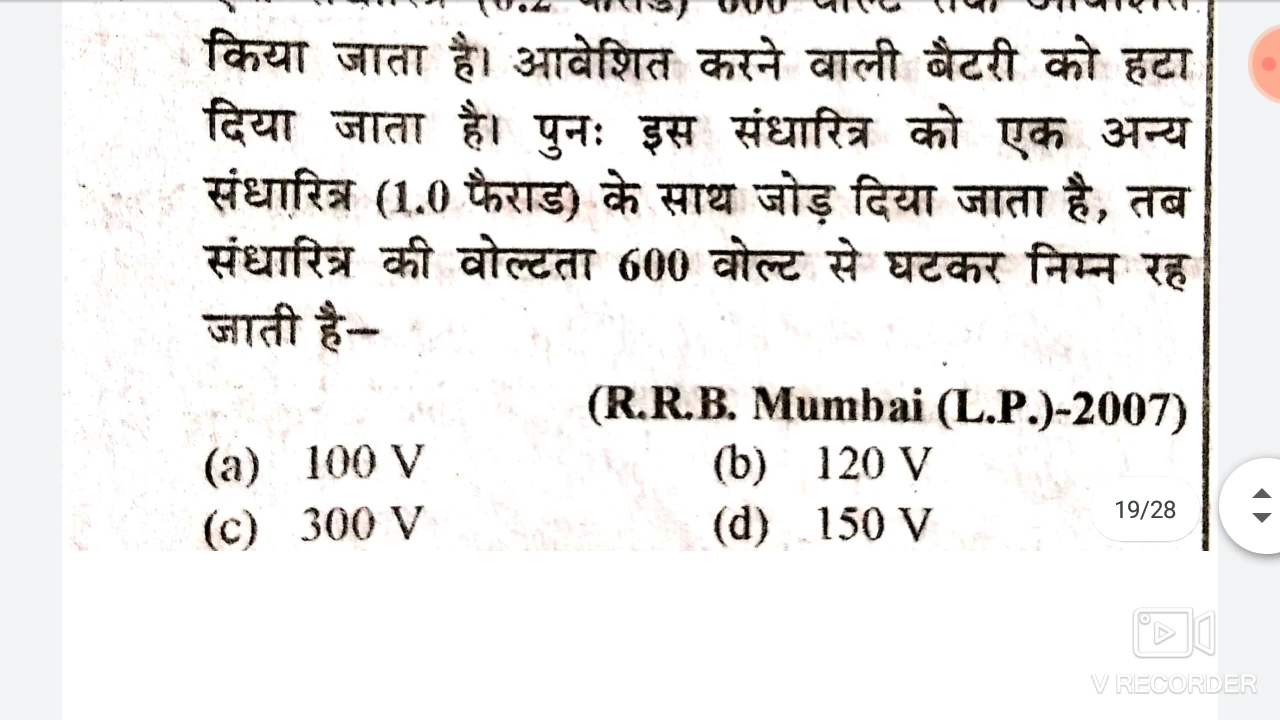 किया जाता है। आवेशित करने वाली बैटरी को हटा
दिया जाता है। पुनः इस संधारित्र को एक अन्य
संधारित्र (1.0 फैराड) के साथ जोड़ दिया जाता है, तब
संधारित्र की वोल्टता 600 वोल्ट से घटकर निम्न रह
जाती है–
(R.R.B. Mumbai (L.P.)-2007)
(a) 100 V (b) 120 V
(c) 300 V (d) 150 V
19/28
V RECORDER